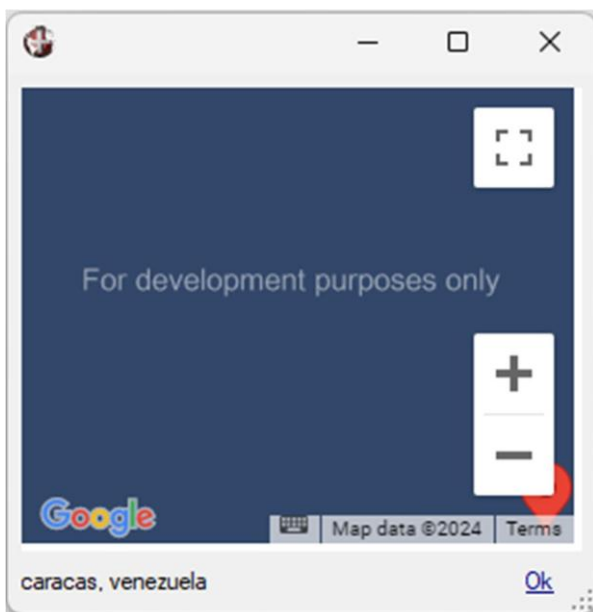 For development purposes only
Google
Map data ©2024
Terms
caracas, venezuela
Ok